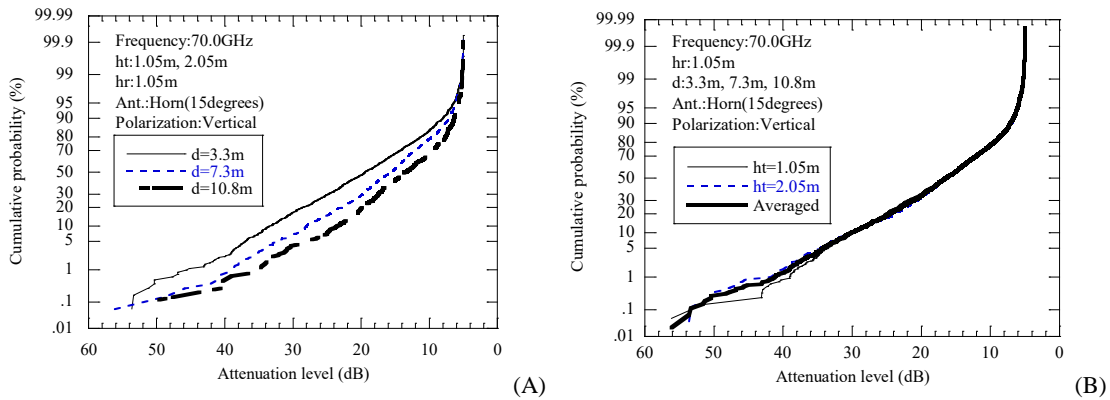 99.99
99.9
99
95
90
80
70
50
30
20
10
5
1
.1
.01
Cumulative probability (%)
Frequency:70.0GHz
ht:1.05m, 2.05m
hr:1.05m
Ant.:Horn(15degrees)
Polarization:Vertical
d=3.3m
d=7.3m
d=10.8m
60 50 40 30 20 10 0
Attenuation level (dB)
(A)
99.99
99.9
99
95
90
80
70
50
30
20
10
5
1
.1
.01
Cumulative probability (%)
Frequency:70.0GHz
hr:1.05m
d:3.3m, 7.3m, 10.8m
Ant.:Horn(15degrees)
Polarization:Vertical
ht=1.05m
ht=2.05m
Averaged
60 50 40 30 20 10 0
Attenuation level (dB)
(B)